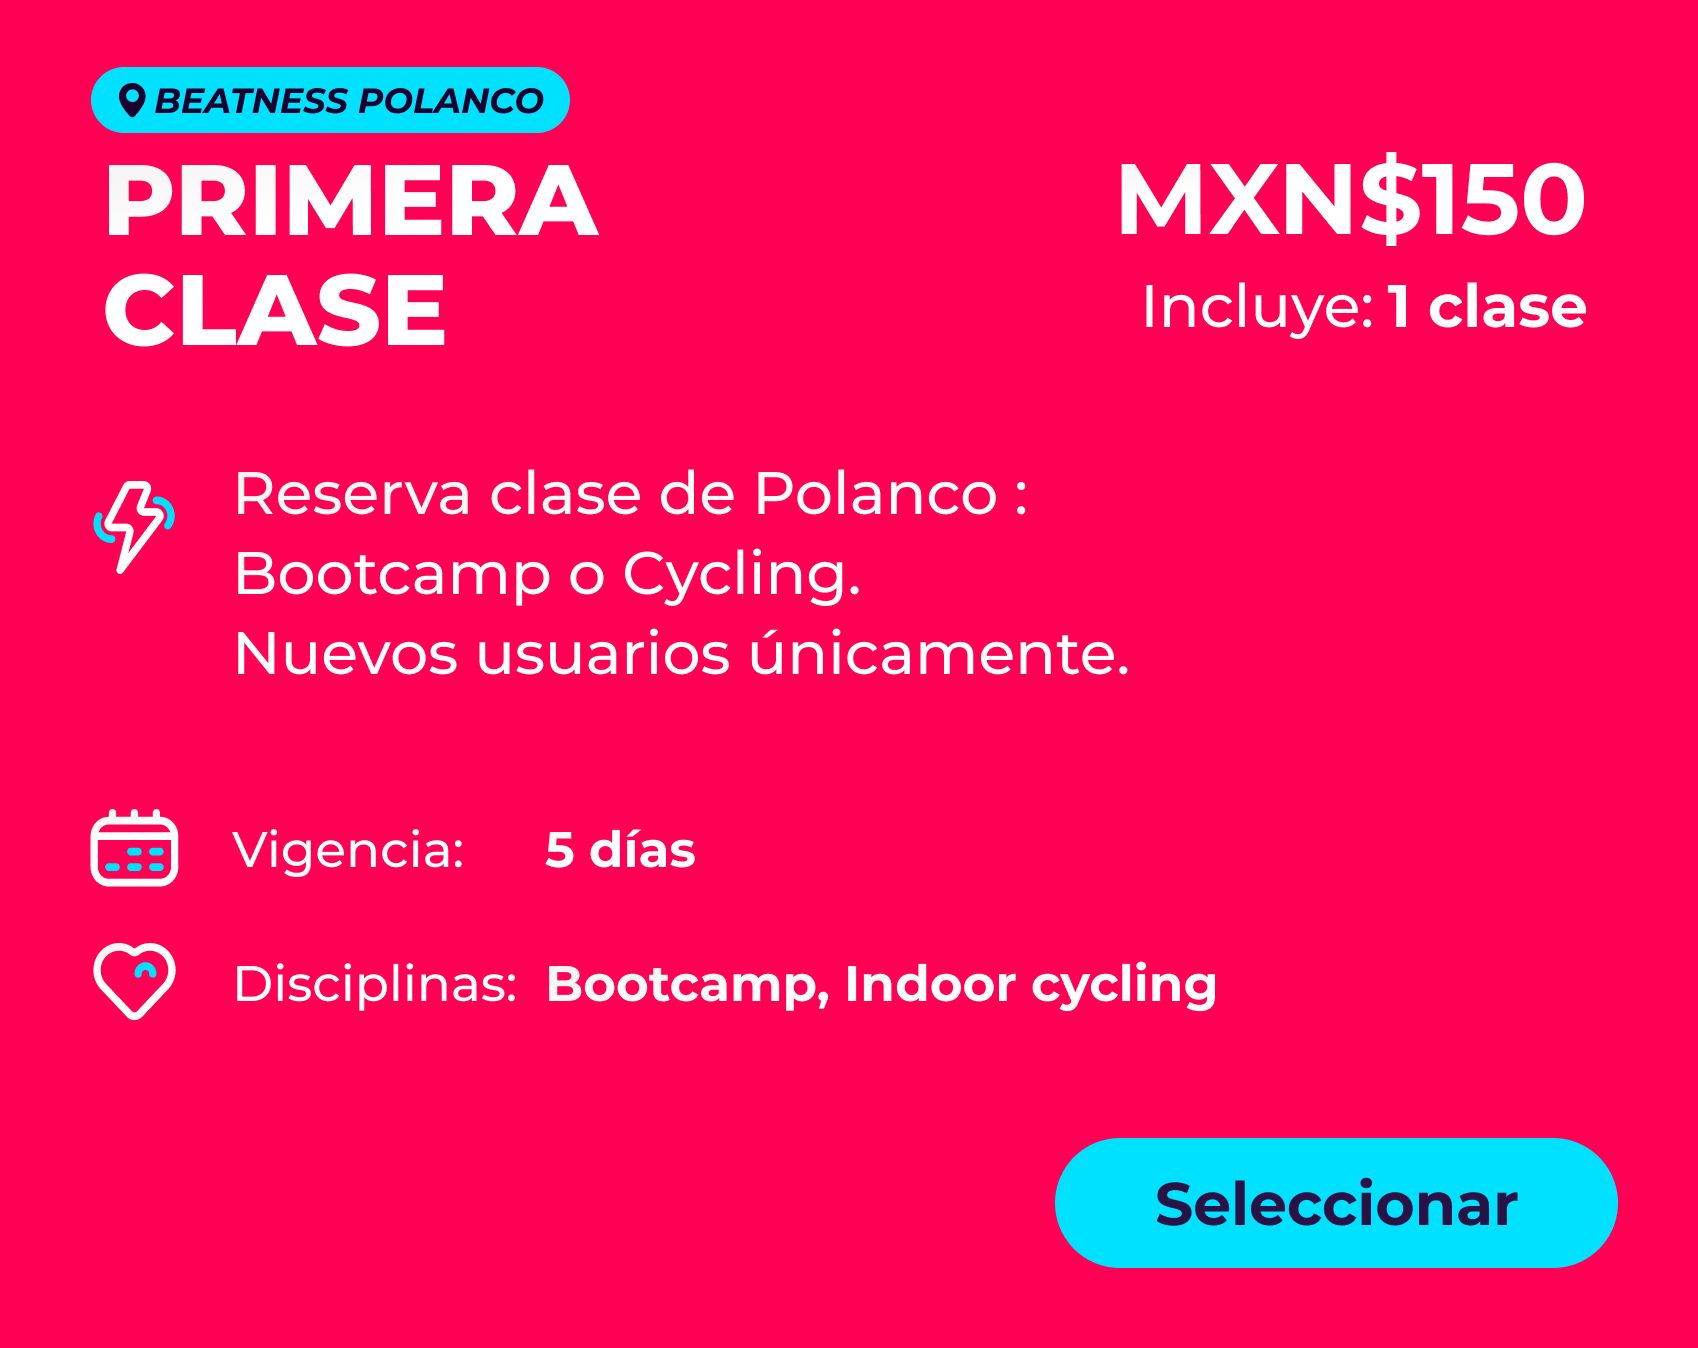 BEATNESS POLANCO
PRIMERA
CLASE
MXN$150
Incluye: 1 clase
Reserva clase de Polanco :
Bootcamp o Cycling.
Nuevos usuarios únicamente.
Vigencia: 5 días
Disciplinas: Bootcamp, Indoor cycling
Seleccionar